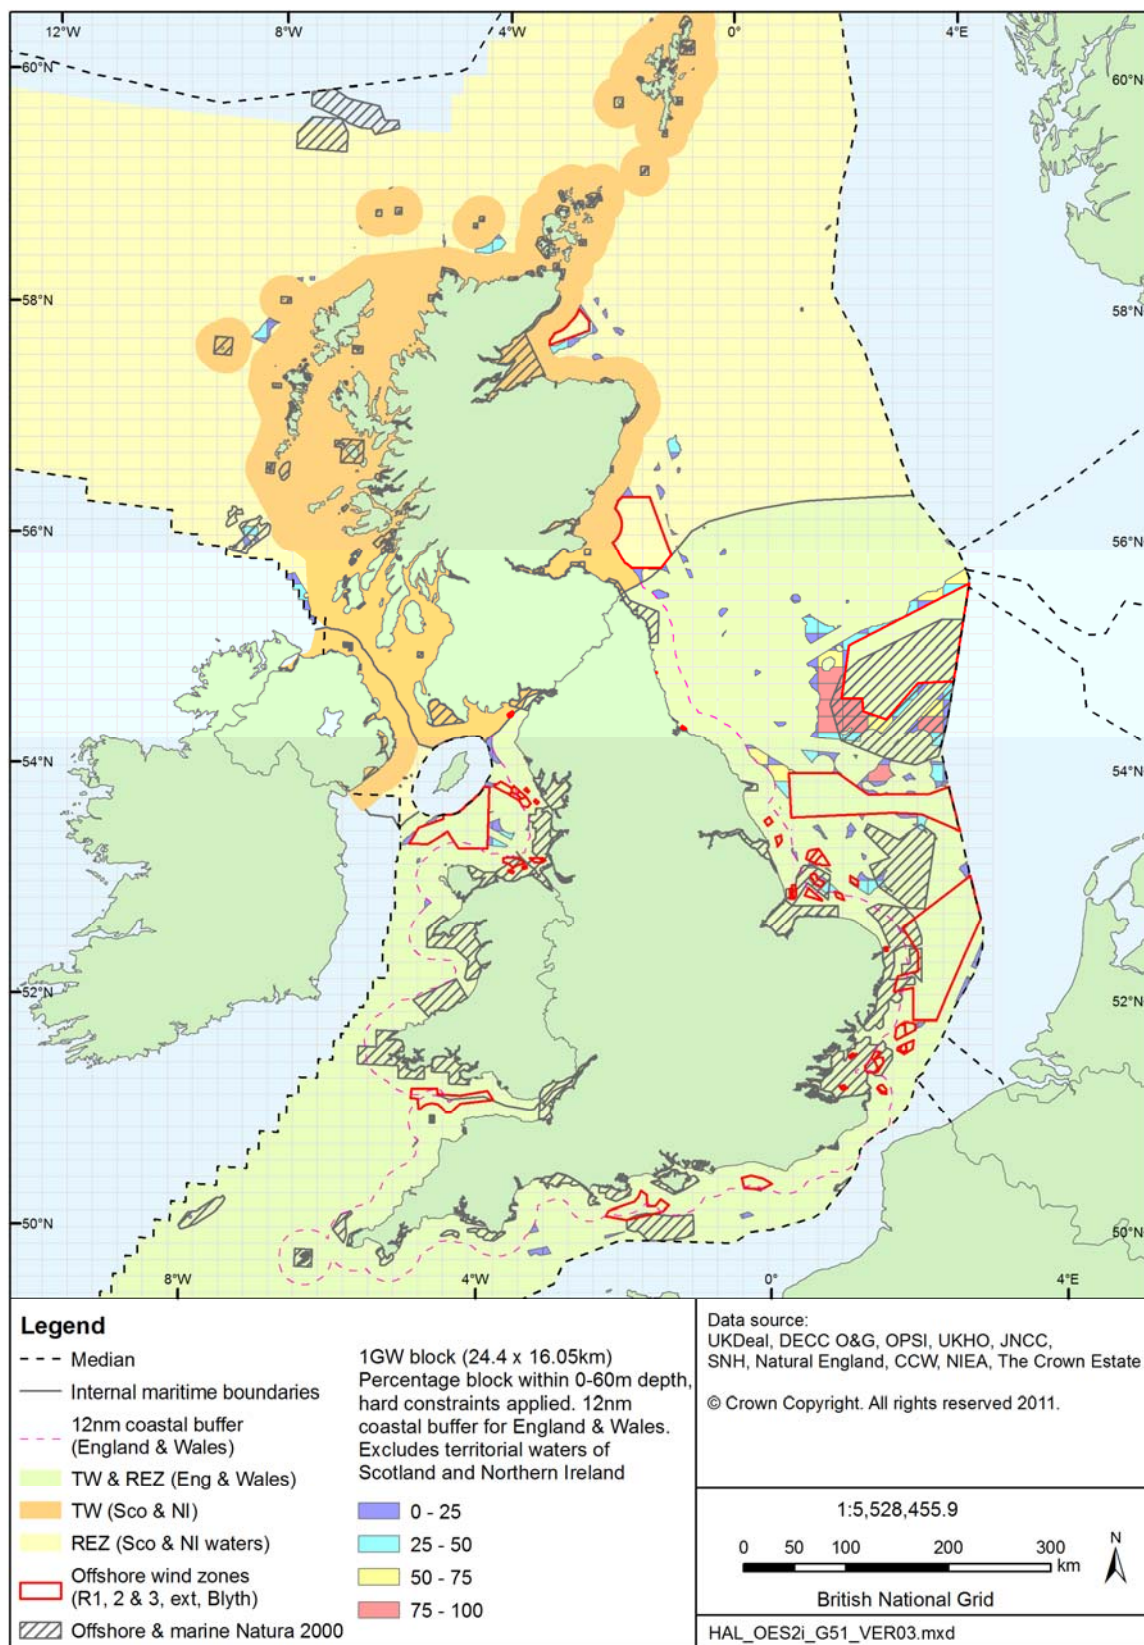 12°W 8°W 4°W 0° 4°E
60°N 60°N
58°N 58°N
56°N 56°N
54°N 54°N
52°N 52°N
50°N 50°N
8°W 4°W 0° 4°E
Legend
Median
Internal maritime boundaries
12nm coastal buffer
(England & Wales)
TW & REZ (Eng & Wales)
TW (Sco & NI)
REZ (Sco & NI waters)
Offshore wind zones
(R1, 2 & 3, ext, Blyth)
Offshore & marine Natura 2000
1GW block (24.4 x 16.05km)
Percentage block within 0-60m depth,
hard constraints applied. 12nm
coastal buffer for England & Wales.
Excludes territorial waters of
Scotland and Northern Ireland
0 - 25
25 - 50
50 - 75
75 - 100
Data source:
UKDeal, DECC O&G, OPSI, UKHO, JNCC,
SNH, Natural England, CCW, NIEA, The Crown Estate
© Crown Copyright. All rights reserved 2011.
1:5,528,455.9
0 50 100 200 300
km
N
British National Grid
HAL_OES2i_G51_VER03.mxd